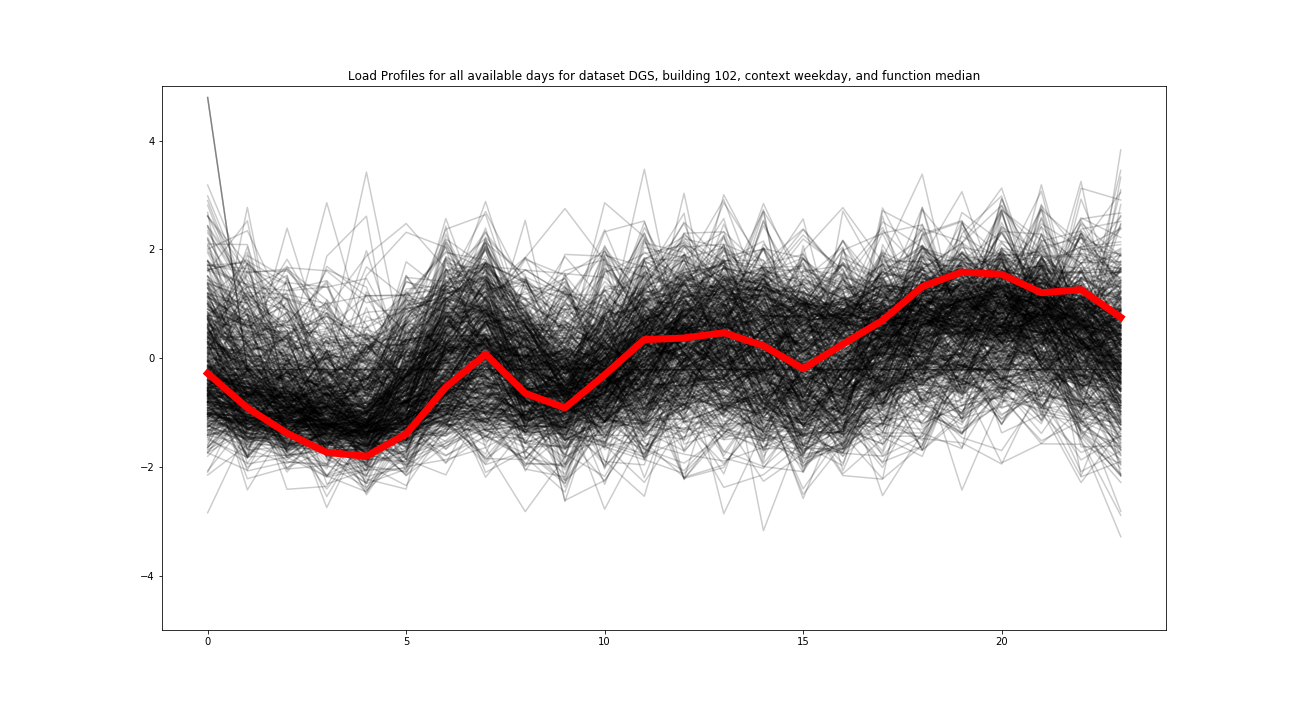 Load Profiles for all available days for dataset DGS, building 102, context weekday, and function median
4
2
0
−2
−4
0 5 10 15 20